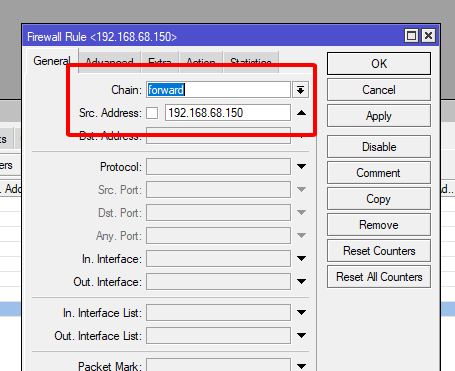 Firewall Rule <192.168.68.150>
General Advanced Extra Action Statistics
Chain: forward
Src. Address: 192.168.68.150
Dst. Address:
Protocol:
Src. Port:
Dst. Port:
Any. Port:
In. Interface:
Out. Interface:
In. Interface List:
Out. Interface List:
Packet Mark:
OK
Cancel
Apply
Disable
Comment
Copy
Remove
Reset Counters
Reset All Counters